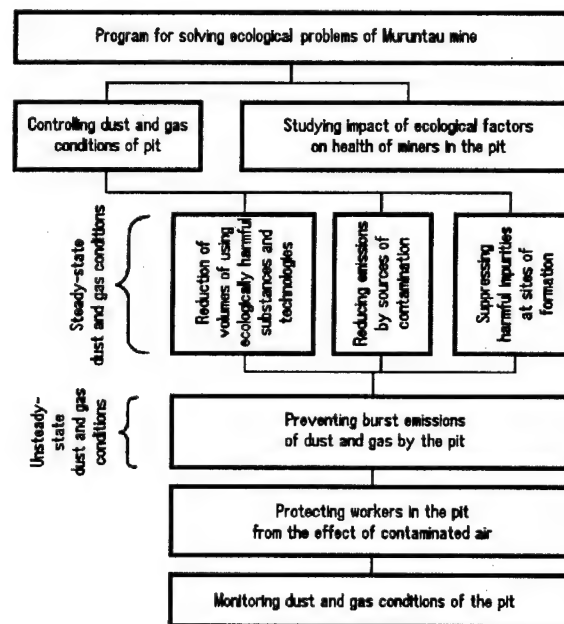 Program for solving ecological problems of Muruntau mine
Controlling dust and gas
conditions of pit
Studying impact of ecological factors
on health of miners in the pit
Steady-state
dust and gas conditions
Reduction of
volumes of using
ecologically harmful
substances and
technologies
Reducing emissions
by sources of
contamination
Suppressing
harmful impurities
at sites of
formation
Unsteady-
state
dust and gas
conditions
Preventing burst emissions
of dust and gas by the pit
Protecting workers in the pit
from the effect of contaminated air
Monitoring dust and gas conditions of the pit